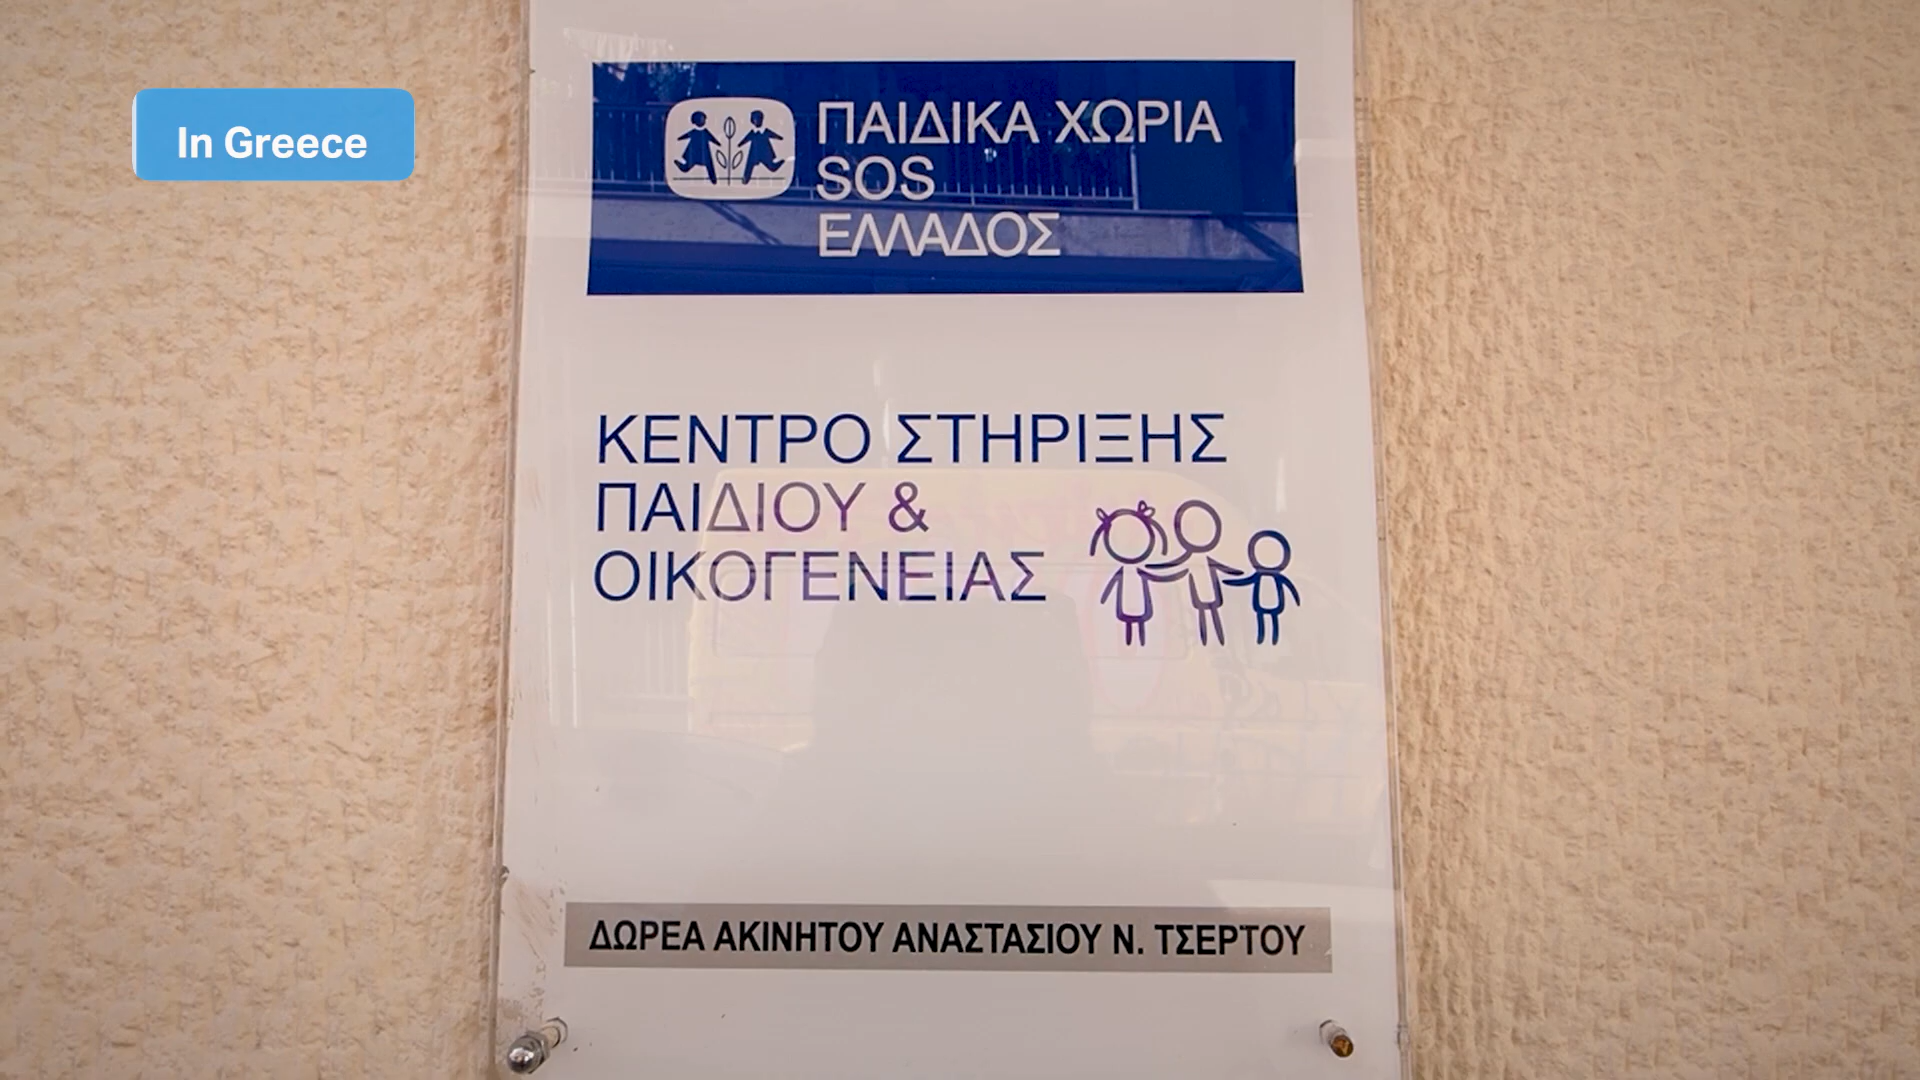 In Greece
ΠΑΙΔΙΚΑ ΧΩΡΙΑ
SOS
ΕΛΛΑΔΟΣ
ΚΕΝΤΡΟ ΣΤΗΡΙΞΗΣ
ΠΑΙΔΙΟΥ &
ΟΙΚΟΓΕΝΕΙΑΣ
ΔΩΡΕΑ ΑΚΙΝΗΤΟΥ ΑΝΑΣΤΑΣΙΟΥ Ν. ΤΣΕΡΤΟΥ